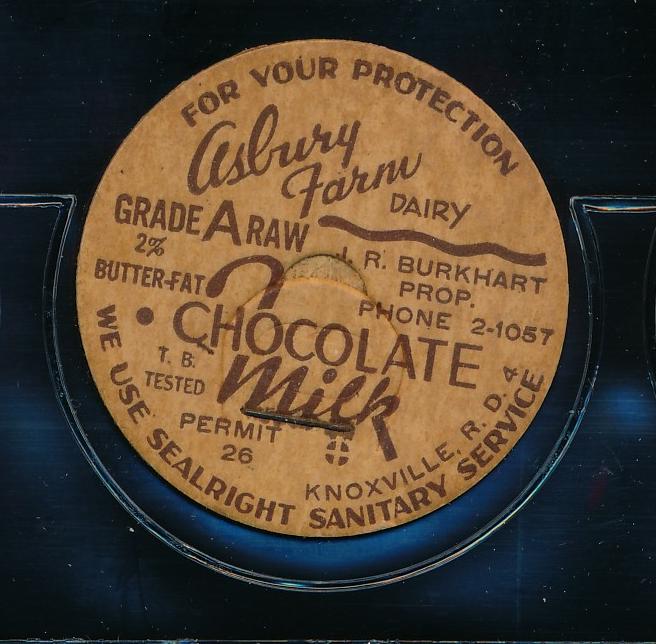 FOR YOUR PROTECTION
Asbury
Farm
DAIRY
GRADE A RAW
2%
BUTTER-FAT
J. R. BURKHART
PROP.
PHONE 2-1057
• CHOCOLATE
Milk
T. B.
TESTED
PERMIT
26
KNOXVILLE, R. D. 4
WE USE SEALRIGHT SANITARY SERVICE